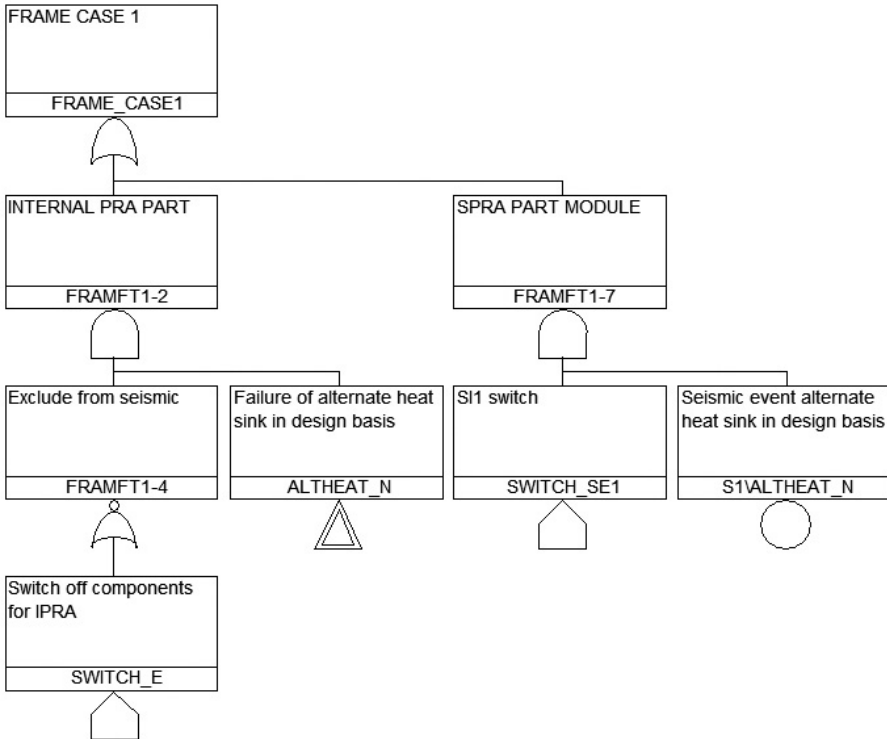 FRAME CASE 1
FRAME_CASE1
INTERNAL PRA PART
FRAMFT1-2
SPRA PART MODULE
FRAMFT1-7
Exclude from seismic
FRAMFT1-4
Failure of alternate heat
sink in design basis
ALTHEAT_N
SI1 switch
SWITCH_SE1
Seismic event alternate
heat sink in design basis
S1\ALTHEAT_N
Switch off components
for IPRA
SWITCH_E